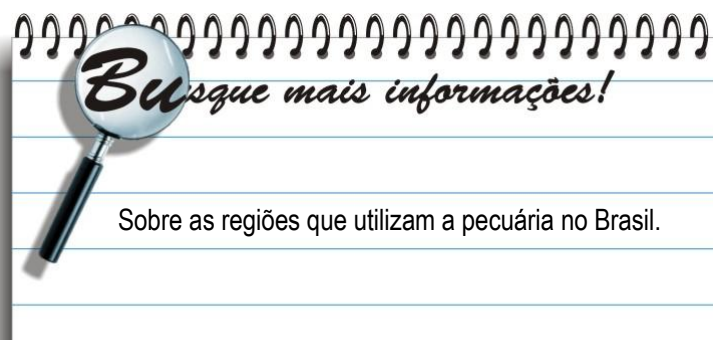 Busque mais informações!
Sobre as regiões que utilizam a pecuária no Brasil.